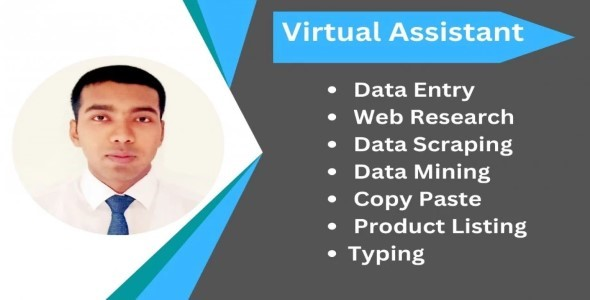 Virtual Assistant
• Data Entry
• Web Research
• Data Scraping
• Data Mining
• Copy Paste
• Product Listing
• Typing